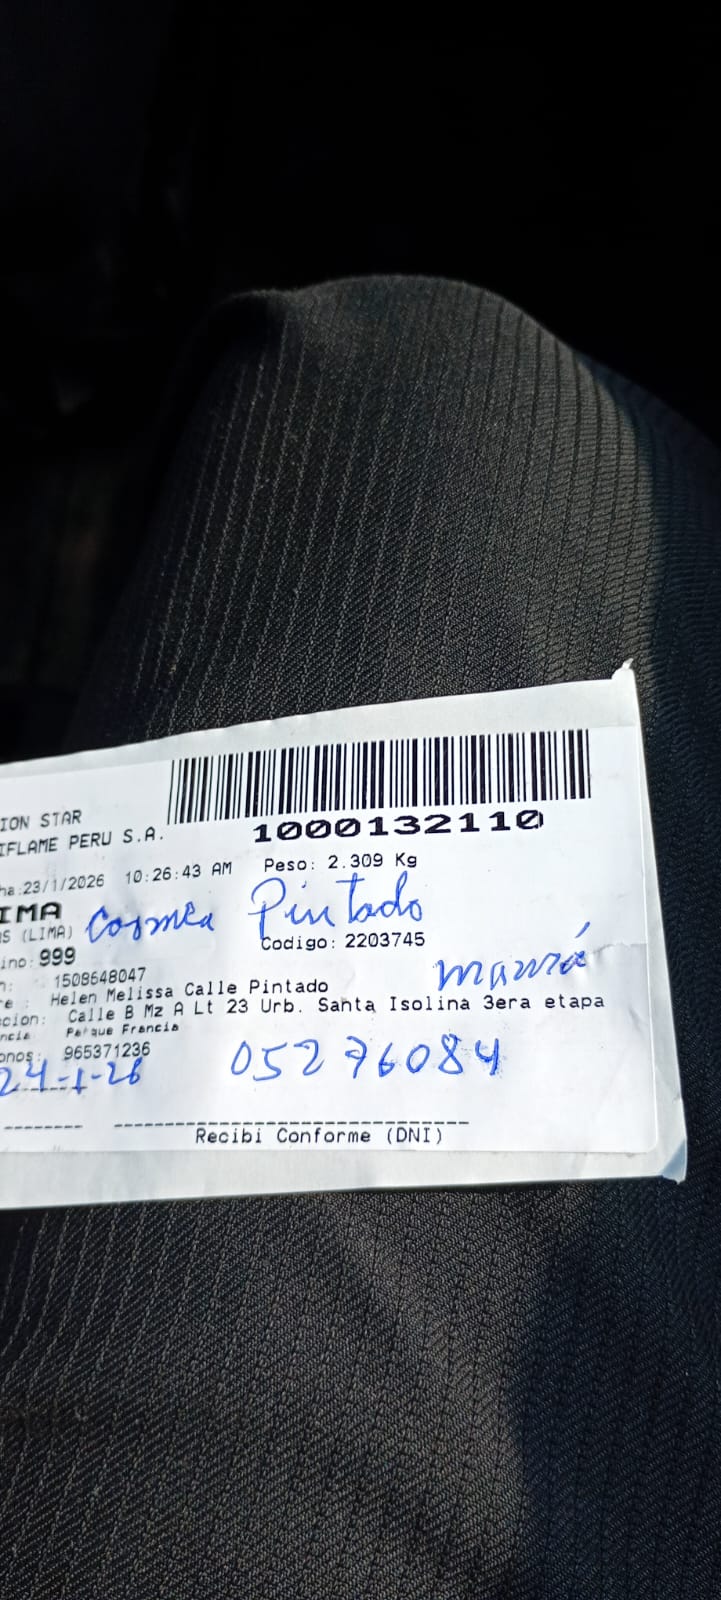 ION STAR
IFLAME PERU S.A.
1000132110
ha:23/1/2026 10:26:43 AM Peso: 2.309 Kg
IMA
S (LIMA) Cosmea Pintado
Codigo: 2203745
ino: 999
mamá
n: 1508648047
re : Helen Melissa Calle Pintado
cion: Calle B Mz A Lt 23 Urb. Santa Isolina 3era etapa
ncia: Parque Francia
onos: 965371236
24-1-26 05276084
Recibi Conforme (DNI)